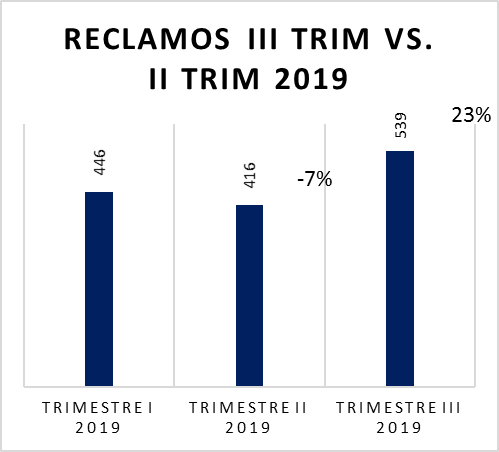 RECLAMOS III TRIM VS.
II TRIM 2019
446
416
-7%
539
23%
TRIMESTRE I
2019
TRIMESTRE II
2019
TRIMESTRE III
2019